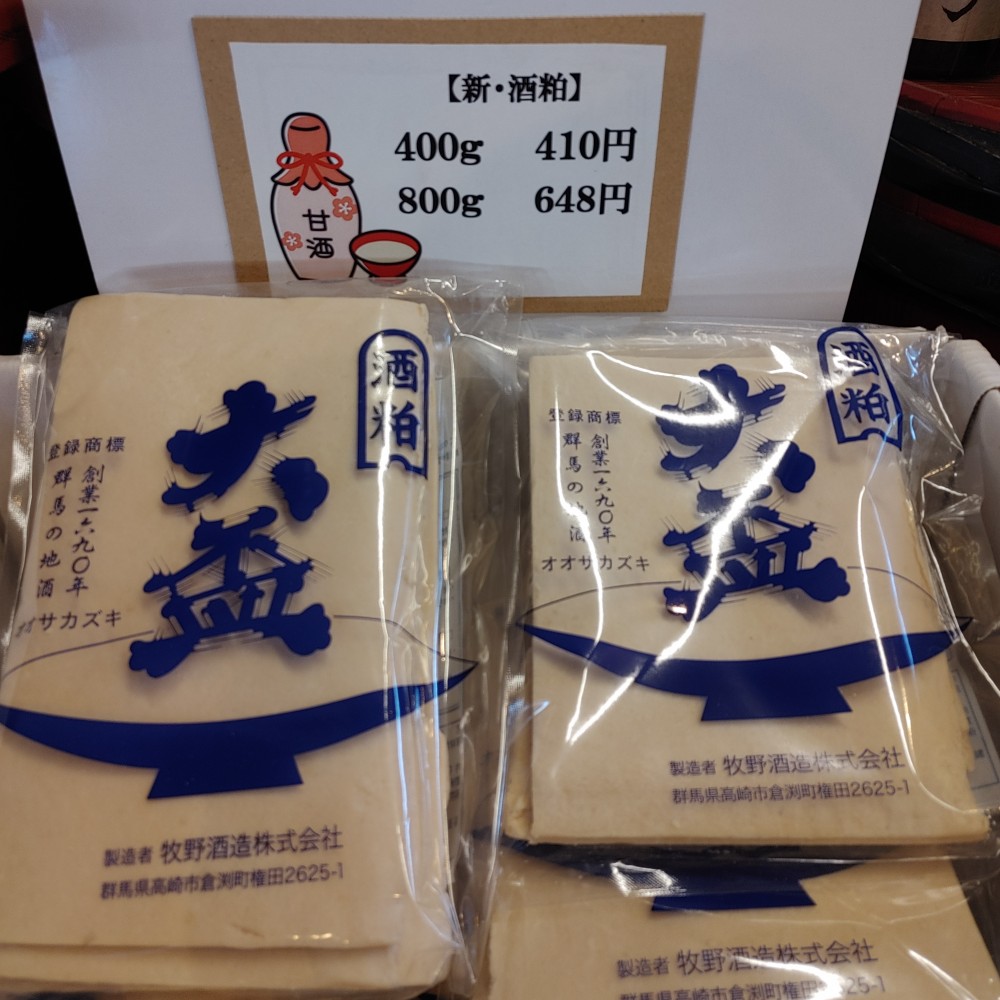 【新・酒粕】
400g 410円
800g 648円
甘酒
酒粕
大盃
登録商標
創業一六九〇年
群馬の地酒
オオサカズキ
製造者 牧野酒造株式会社
群馬県高崎市倉渕町権田2625-1
酒粕
大盃
登録商標
創業一六九〇年
群馬の地酒
オオサカズキ
製造者 牧野酒造株式会社
群馬県高崎市倉渕町権田2625-1
製造者 牧野酒造株式会社